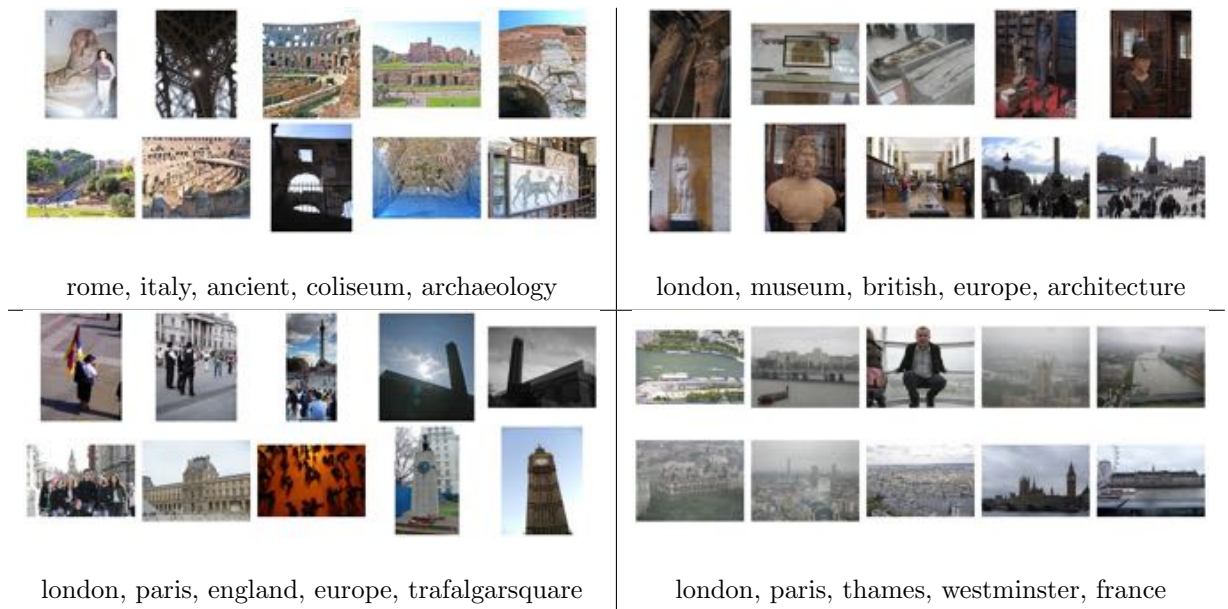 rome, italy, ancient, coliseum, archaeology
london, museum, british, europe, architecture
london, paris, england, europe, trafalgarsquare
london, paris, thames, westminster, france